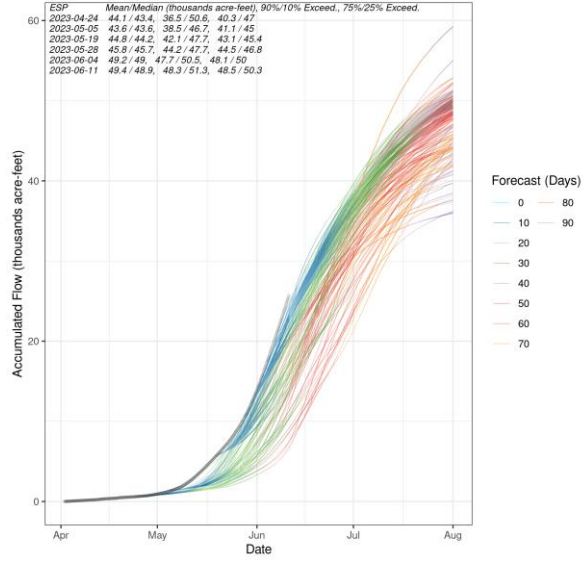 ESP Mean/Median (thousands acre-feet), 90%/10% Exceed., 75%/25% Exceed.
2023-04-24 44.1 / 43.4, 36.5 / 50.6, 40.3 / 47
2023-05-05 43.6 / 43.6, 38.5 / 46.7, 41.1 / 45
2023-05-19 44.8 / 44.2, 42.1 / 47.7, 43.1 / 45.4
2023-05-28 45.8 / 45.7, 44.2 / 47.7, 44.5 / 46.8
2023-06-04 49.2 / 49, 47.7 / 50.5, 48.1 / 50
2023-06-11 49.4 / 48.9, 48.3 / 51.3, 48.5 / 50.3
60
40
20
0
Accumulated Flow (thousands acre-feet)
Apr May Jun Jul Aug
Date
Forecast (Days)
0 80
10 90
20
30
40
50
60
70